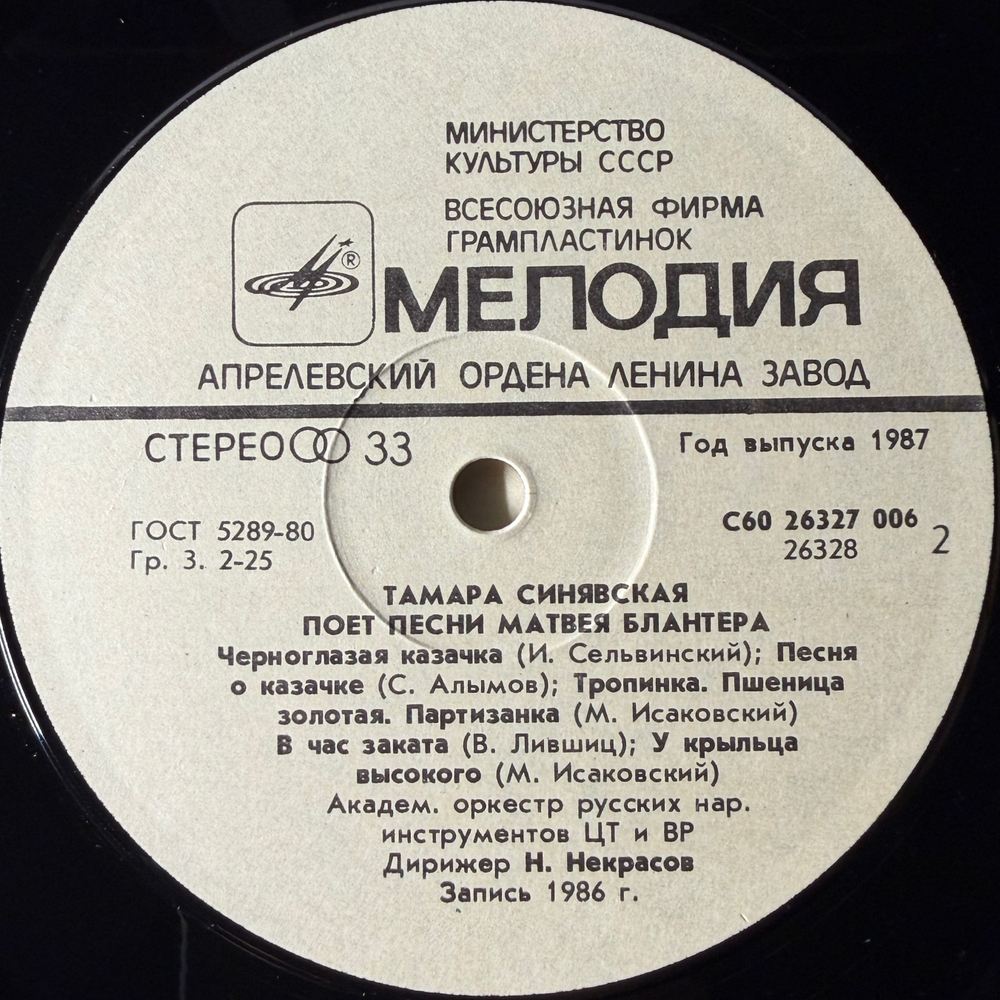 МИНИСТЕРСТВО
КУЛЬТУРЫ СССР
ВСЕСОЮЗНАЯ ФИРМА
ГРАМПЛАСТИНОК
®
МЕЛОДИЯ
АПРЕЛЕВСКИЙ ОРДЕНА ЛЕНИНА ЗАВОД
СТЕРЕО 33
Год выпуска 1987
ГОСТ 5289-80
Гр. 3. 2-25
С60 26327 006
26328
2
ТАМАРА СИНЯВСКАЯ
ПОЕТ ПЕСНИ МАТВЕЯ БЛАНТЕРА
Черноглазая казачка (И. Сельвинский); Песня
о казачке (С. Алымов); Тропинка. Пшеница
золотая. Партизанка (М. Исаковский)
В час заката (В. Лившиц); У крыльца
высокого (М. Исаковский)
Академ. оркестр русских нар.
инструментов ЦТ и ВР
Дирижер Н. Некрасов
Запись 1986 г.